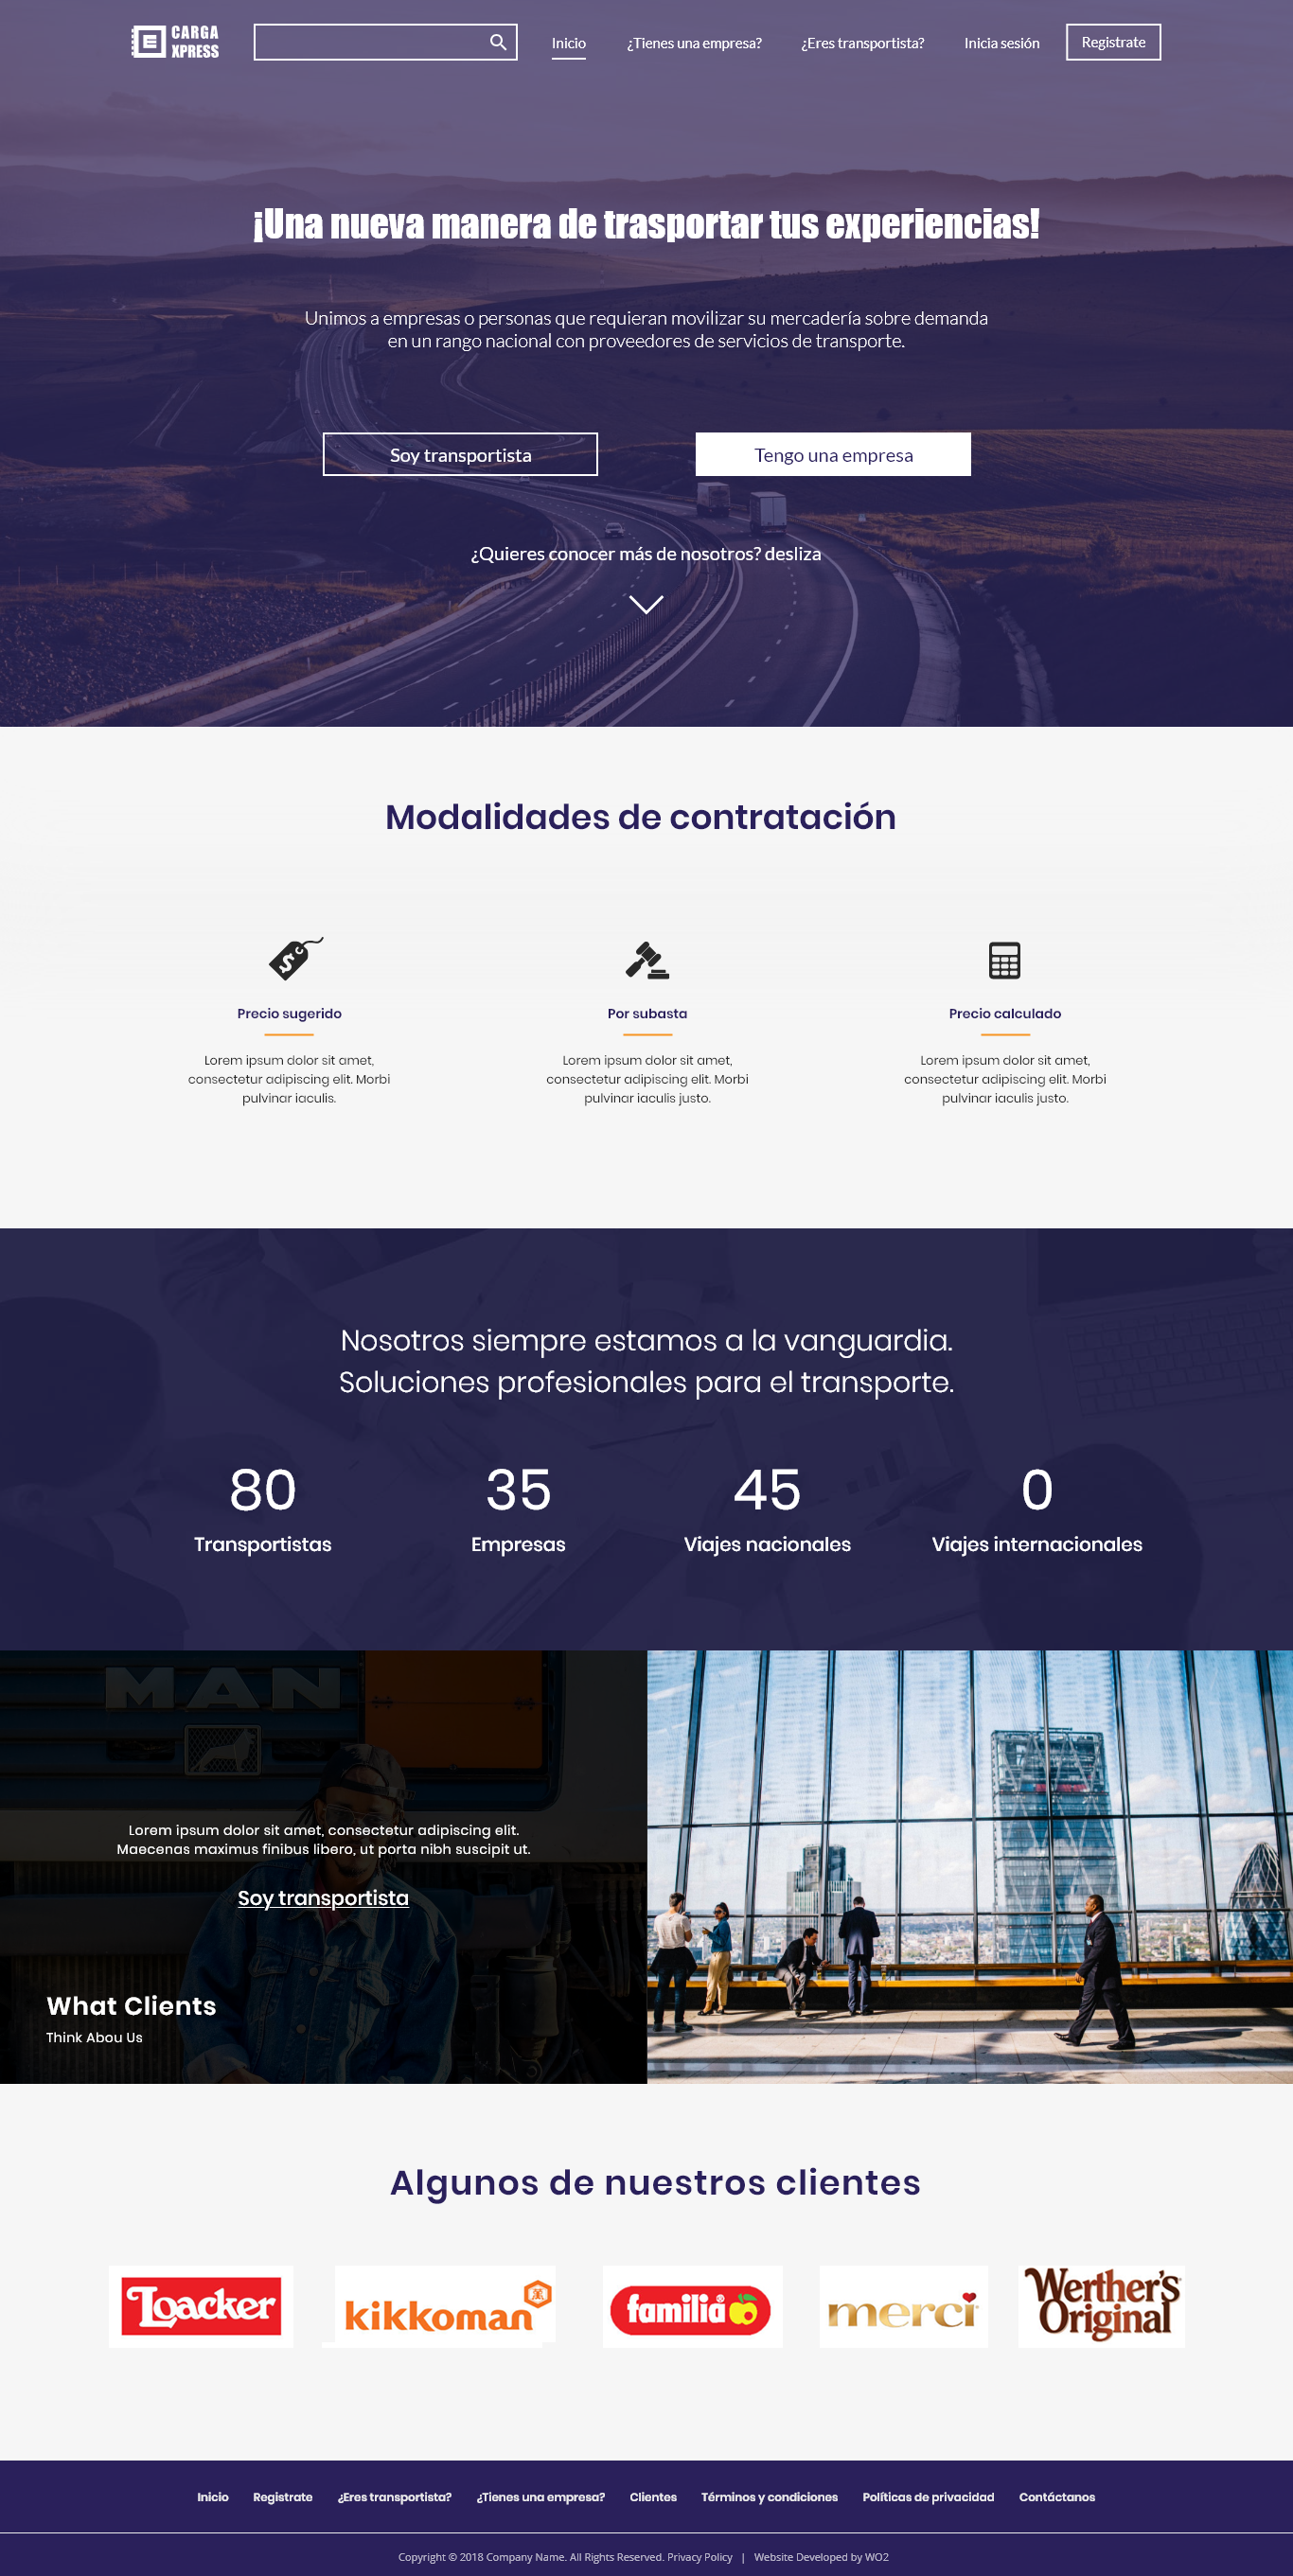 CARGA
XPRESS
Inicio
¿Tienes una empresa?
¿Eres transportista?
Inicia sesión
Registrate
¡Una nueva manera de trasportar tus experiencias!
Unimos a empresas o personas que requieran movilizar su mercadería sobre demanda
en un rango nacional con proveedores de servicios de transporte.
Soy transportista
Tengo una empresa
¿Quieres conocer más de nosotros? desliza
Modalidades de contratación
Precio sugerido
Lorem ipsum dolor sit amet,
consectetur adipiscing elit. Morbi
pulvinar iaculis.
Por subasta
Lorem ipsum dolor sit amet,
consectetur adipiscing elit. Morbi
pulvinar iaculis justo.
Precio calculado
Lorem ipsum dolor sit amet,
consectetur adipiscing elit. Morbi
pulvinar iaculis justo.
Nosotros siempre estamos a la vanguardia.
Soluciones profesionales para el transporte.
80
Transportistas
35
Empresas
45
Viajes nacionales
0
Viajes internacionales
MAN
Lorem ipsum dolor sit amet, consectetur adipiscing elit.
Maecenas maximus finibus libero, ut porta nibh suscipit ut.
Soy transportista
What Clients
Think Abou Us
Algunos de nuestros clientes
Loacker
kikkoman
萬
familia
merci
Werther's
Original
Inicio
Registrate
¿Eres transportista?
¿Tienes una empresa?
Clientes
Términos y condiciones
Políticas de privacidad
Contáctanos
Copyright © 2018 Company Name. All Rights Reserved. Privacy Policy | Website Developed by WO2